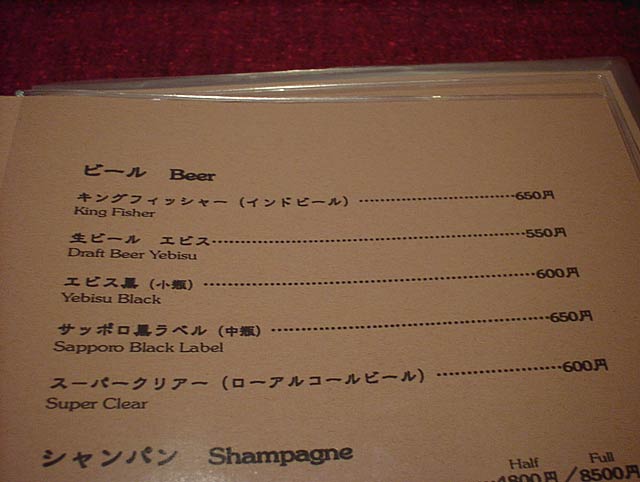 ビール Beer
キングフィッシャー（インドビール）……………………650円
King Fisher
生ビール エビス……………………………………………550円
Draft Beer Yebisu
エビス黒（小瓶）……………………………………………600円
Yebisu Black
サッポロ黒ラベル（中瓶）…………………………………650円
Sapporo Black Label
スーパークリアー（ローアルコールビール）……………600円
Super Clear
シャンパン Shampagne
Half Full
4800円／8500円